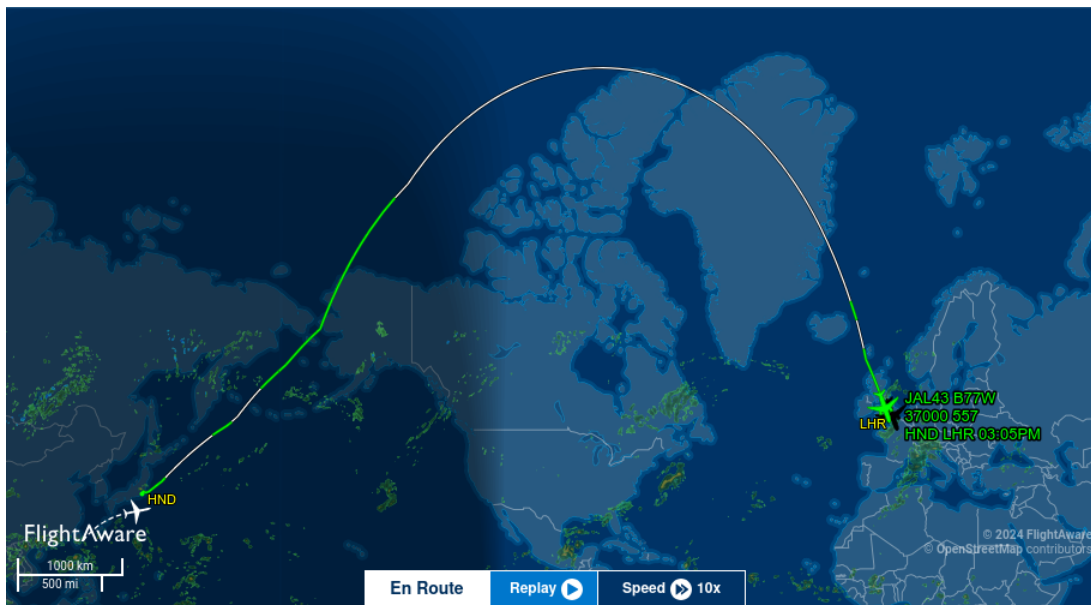 JAL43 B77W
37000 557
HND LHR 03:05PM
LHR
HND
FlightAware
1000 km
500 mi
© 2024 FlightAware
© OpenStreetMap contributors
En Route
Replay
Speed 10x